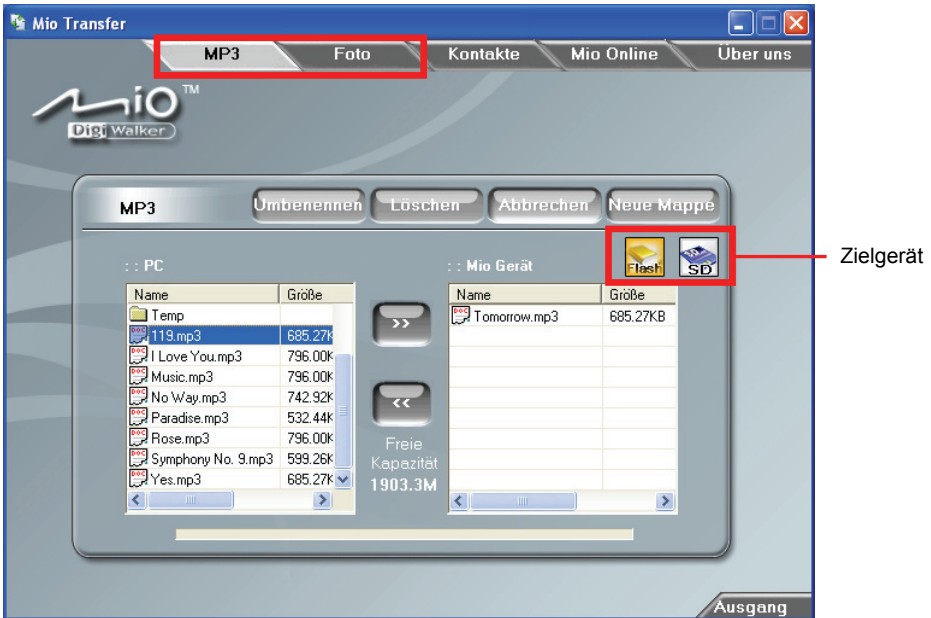 Mio Transfer
MP3 Foto Kontakte Mio Online Über uns
Mio TM
Digi Walker
MP3 Umbenennen Löschen Abbrechen Neue Mappe
: : PC
: : Mio Gerät
Flash SD
Zielgerät
Name Größe
Temp
119.mp3 685.27K
I Love You.mp3 796.00K
Music.mp3 796.00K
No Way.mp3 742.92K
Paradise.mp3 532.44K
Rose.mp3 796.00K
Symphony No. 9.mp3 599.26K
Yes.mp3 685.27K
>>
<<
Freie
Kapazität
1903.3M
Name Größe
Tomorrow.mp3 685.27KB
Ausgang